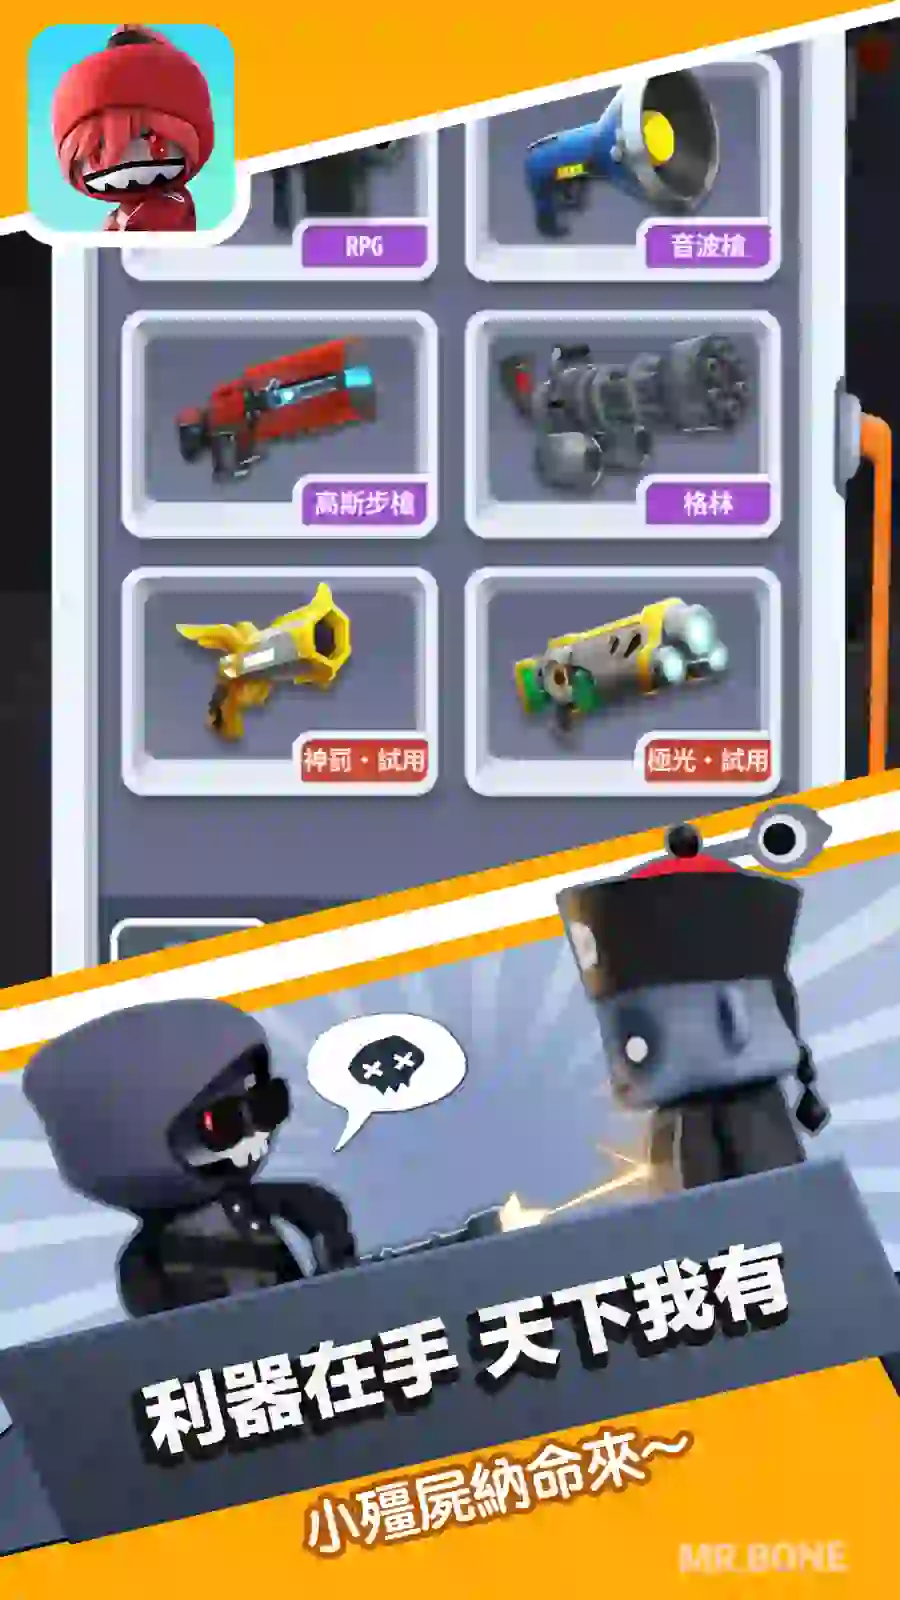 RPG
音波槍
高斯步槍
格林
神罰·試用
極光·試用
利器在手 天下我有
小殭屍納命來~
MR.BONE